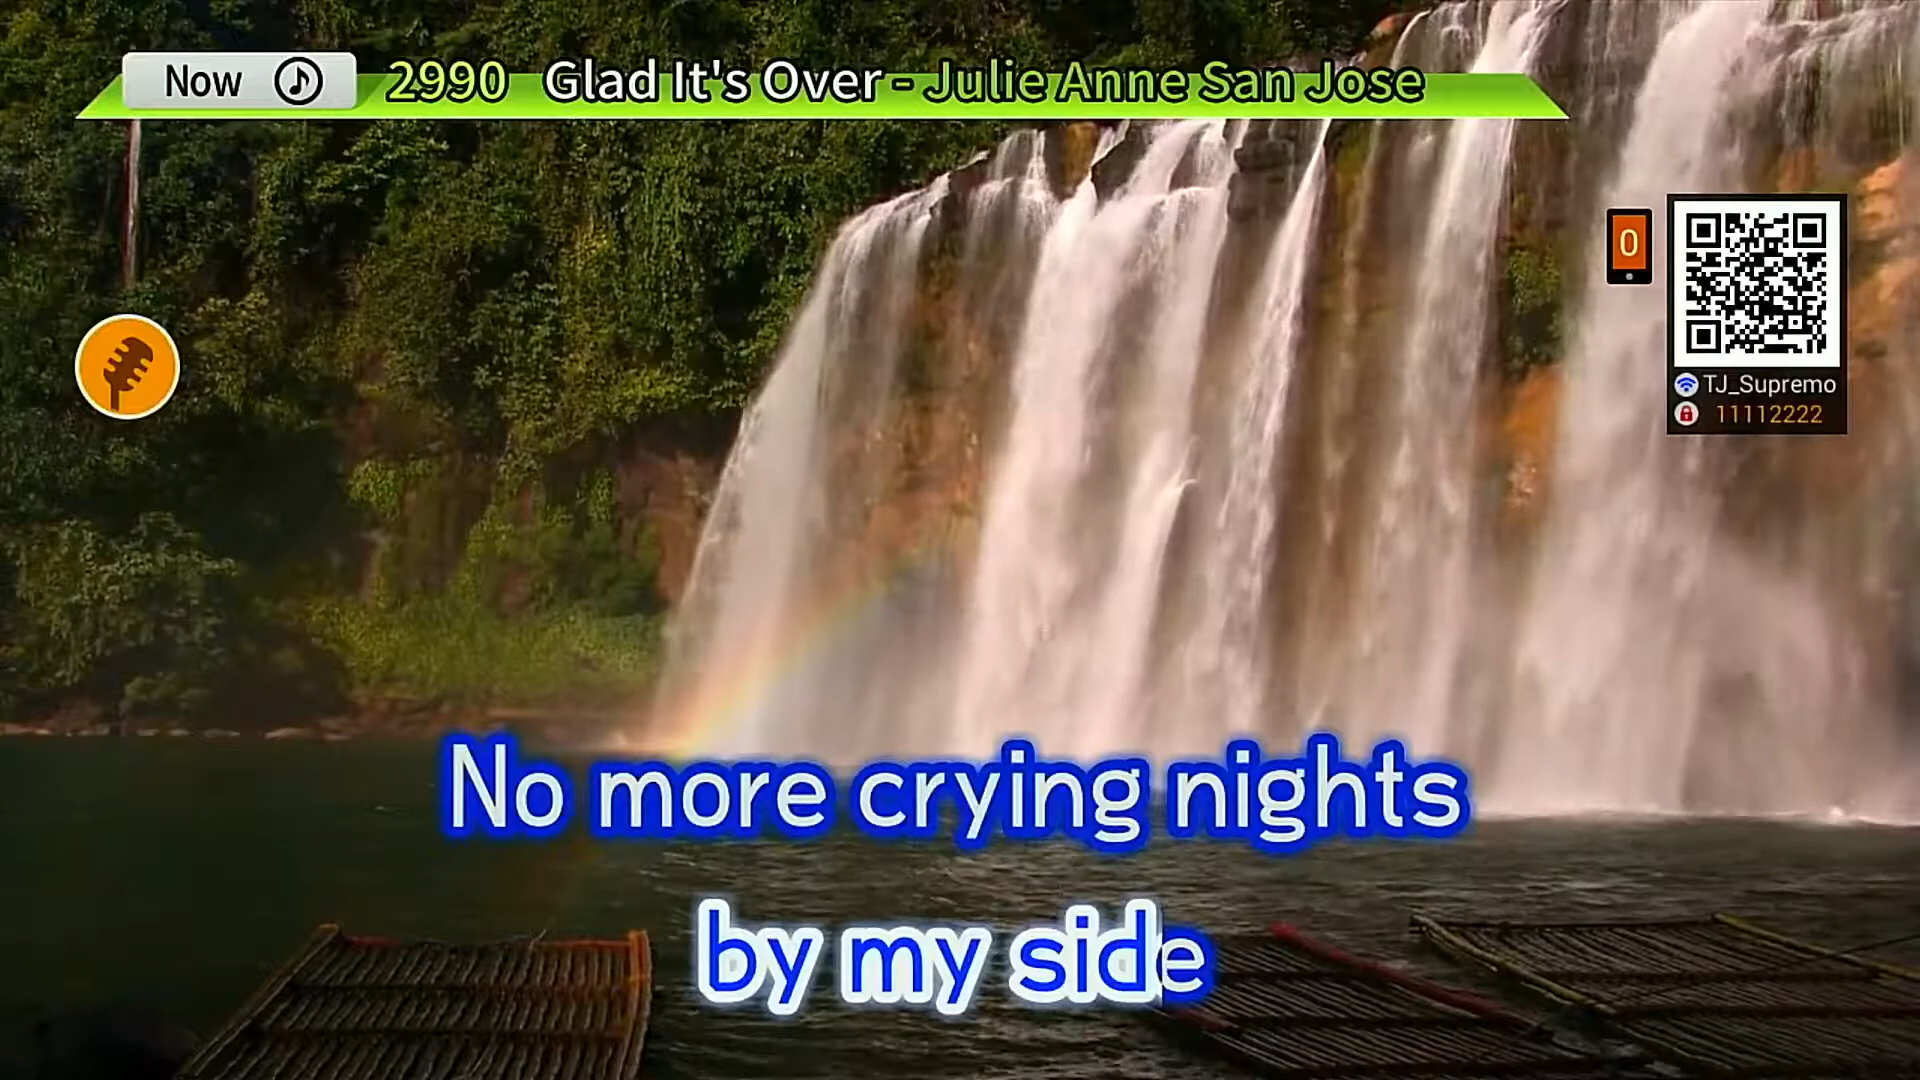 Now 2990 Glad It's Over - Julie Anne San Jose
0
TJ_Supremo
11112222
No more crying nights
by my side